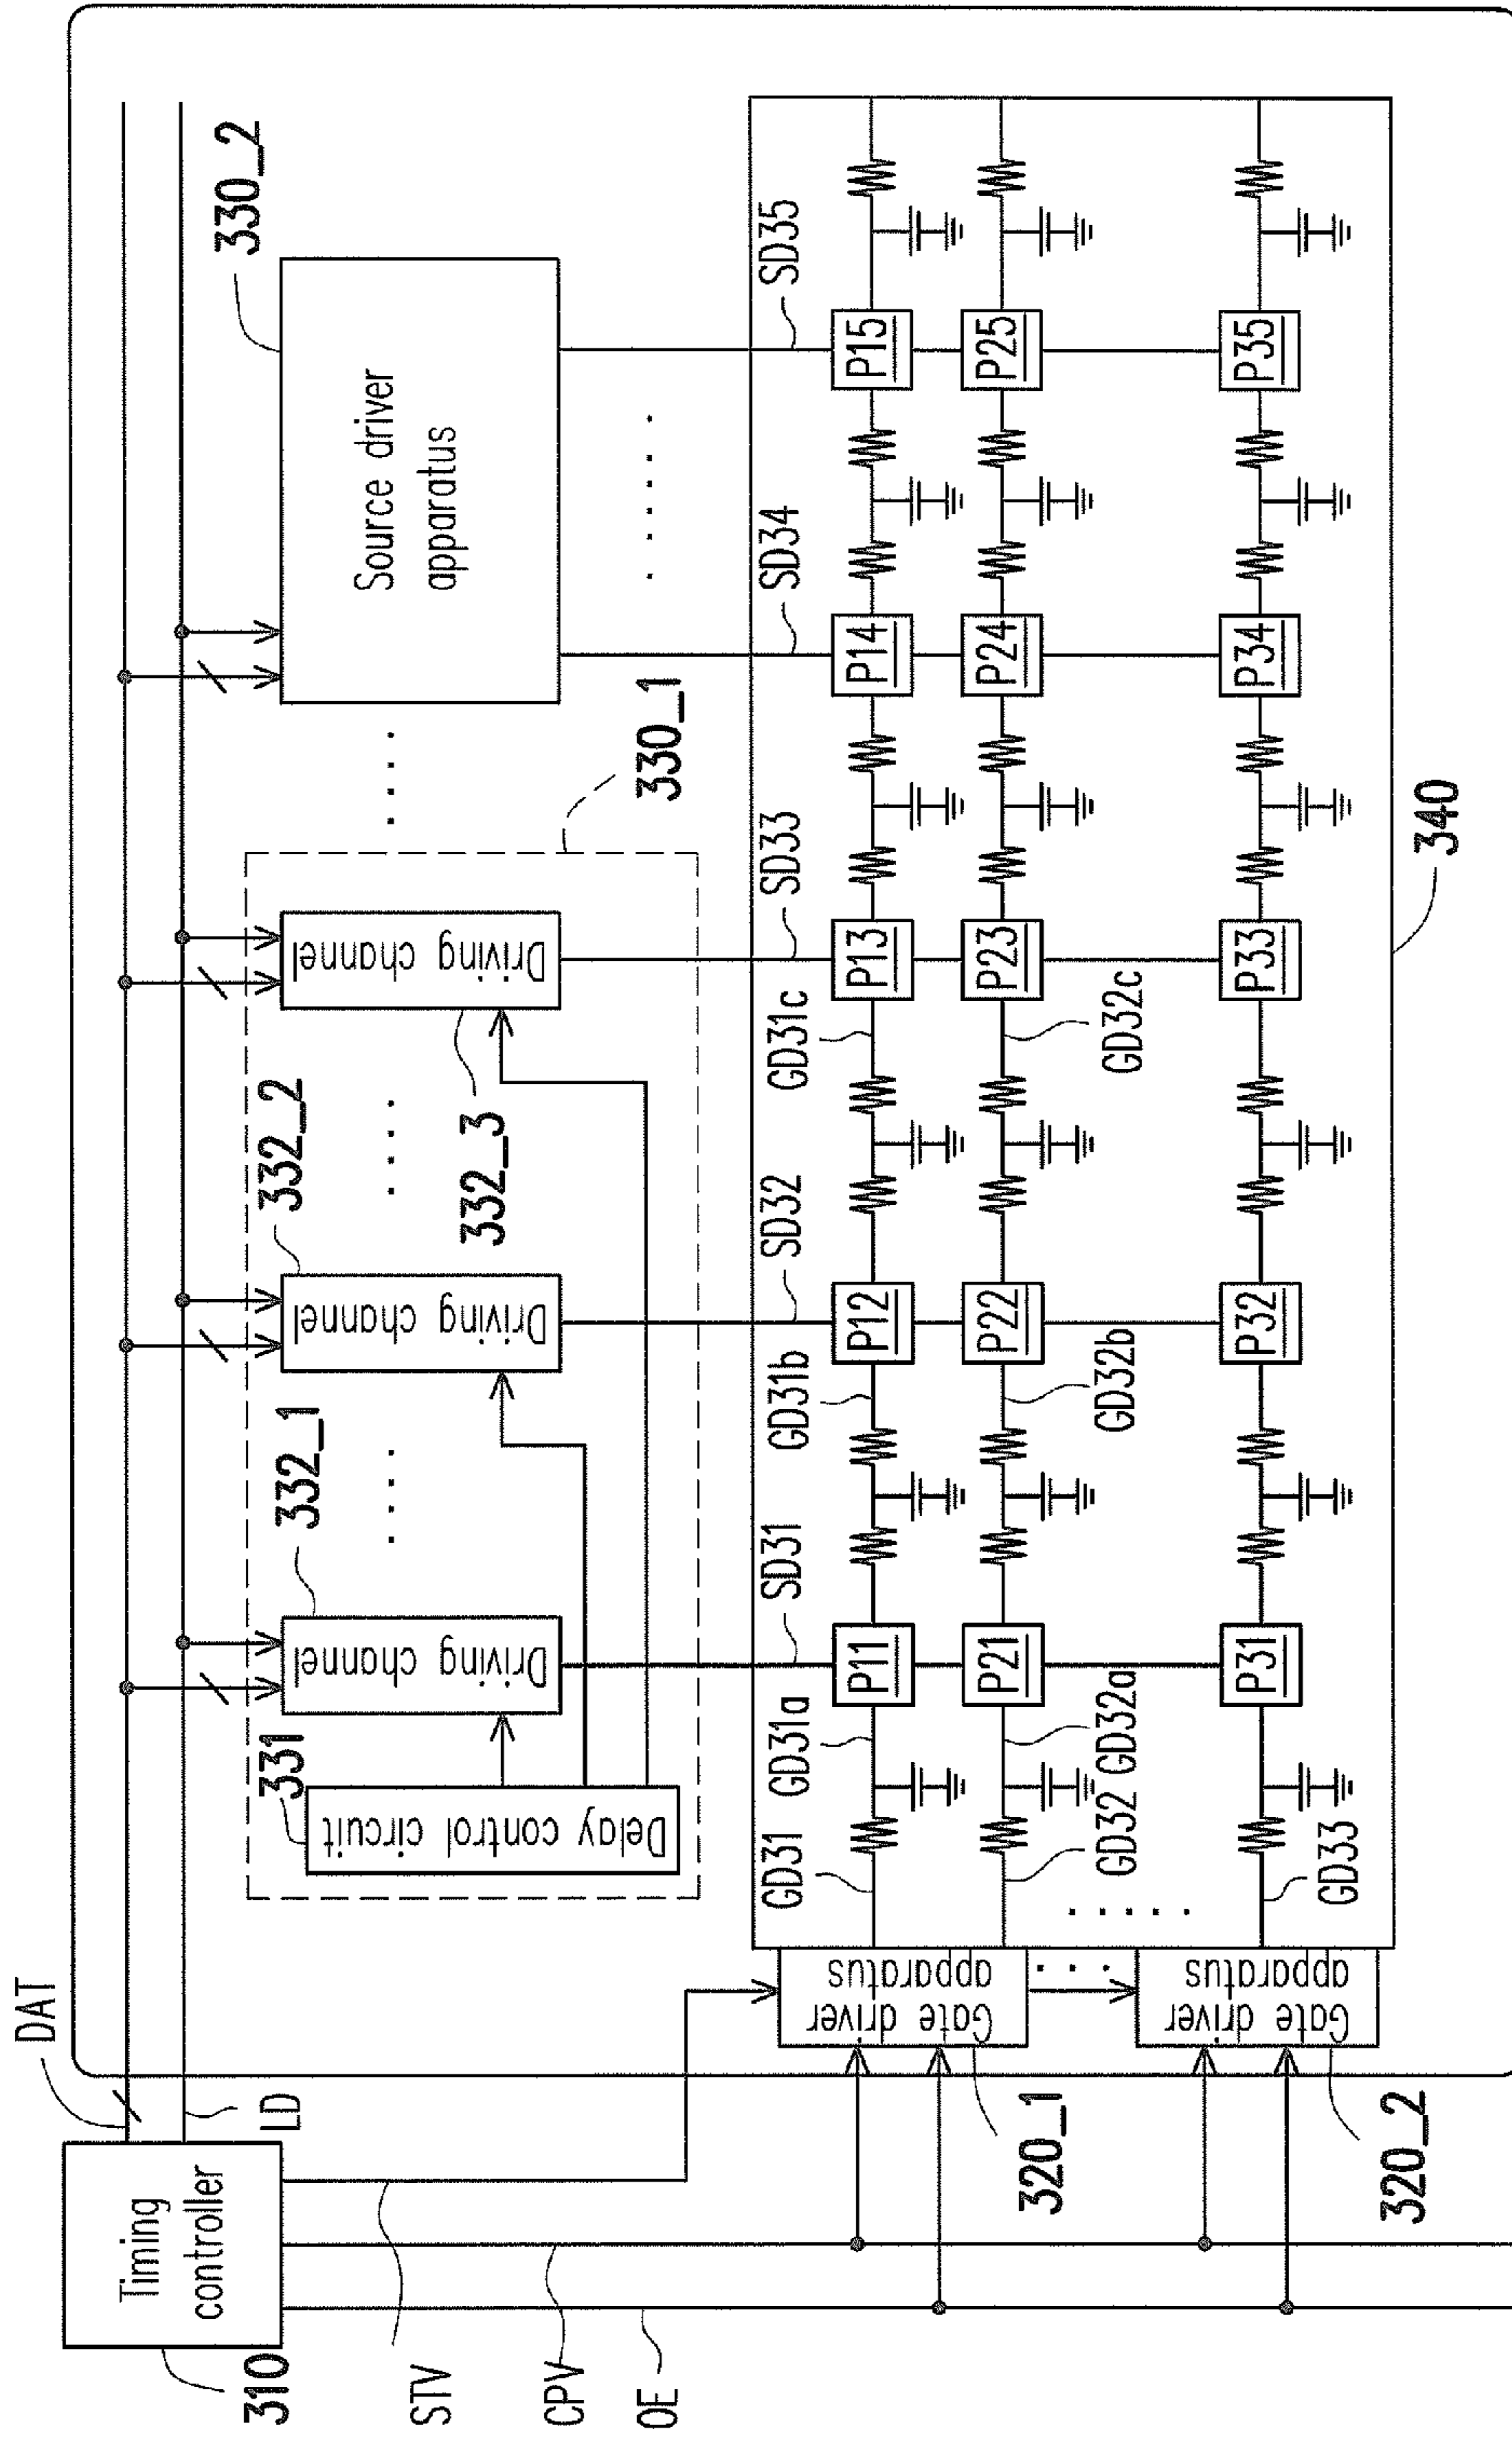 310
Timing
controller
DAT
LD
STV
CPV
OE
331
Delay control circuit
332_1
Driving channel
. . . .
332_2
Driving channel
. . . .
332_3
Driving channel
330_1
. . . .
330_2
Source driver
apparatus
. . . . .
320_1
Gate driver
apparatus
. . .
320_2
Gate driver
apparatus
SD31
SD32
SD33
SD34
SD35
GD31
GD31a
P11
GD31b
P12
GD31c
P13
P14
P15
GD32
GD32a
P21
GD32b
P22
GD32c
P23
P24
P25
. . . . .
GD33
P31
P32
P33
P34
P35
340